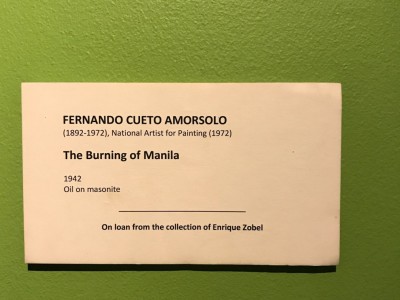 FERNANDO CUETO AMORSOLO
(1892-1972), National Artist for Painting (1972)
The Burning of Manila
1942
Oil on masonite
On loan from the collection of Enrique Zobel